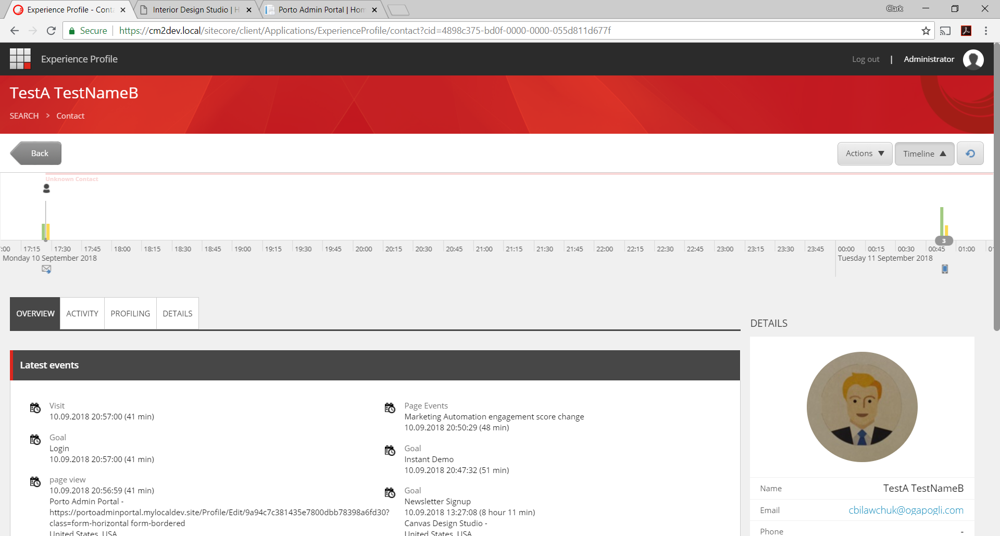 Experience Profile - Conta
Interior Design Studio | H
Porto Admin Portal | Hom
Clark
Secure
https://cm2dev.local/sitecore/client/Applications/ExperienceProfile/contact?cid=4898c375-bd0f-0000-0000-055d811d677f
Experience Profile
Log out | Administrator
TestA TestNameB
SEARCH > Contact
Back
Actions ▼
Timeline ▲
Unknown Contact
3
:00 17:15 17:30 17:45 18:00 18:15 18:30 18:45 19:00 19:15 19:30 19:45 20:00 20:15 20:30 20:45 21:00 21:15 21:30 21:45 22:00 22:15 22:30 22:45 23:00 23:15 23:30 23:45 00:00 00:15 00:30 00:45 01:00
Monday 10 September 2018
Tuesday 11 September 2018
OVERVIEW
ACTIVITY
PROFILING
DETAILS
Latest events
Visit
10.09.2018 20:57:00 (41 min)
Goal
Login
10.09.2018 20:57:00 (41 min)
page view
10.09.2018 20:56:59 (41 min)
Porto Admin Portal -
https://portoadminportal.mylocaldev.site/Profile/Edit/9a94c7c381435e7800dbb78398a6fd30?
class=form-horizontal form-bordered
United States, USA
Page Events
Marketing Automation engagement score change
10.09.2018 20:50:29 (48 min)
Goal
Instant Demo
10.09.2018 20:47:32 (51 min)
Goal
Newsletter Signup
10.09.2018 13:27:08 (8 hour 11 min)
Canvas Design Studio -
United States, USA
DETAILS
Name TestA TestNameB
Email cbilawchuk@ogapogli.com
Phone -